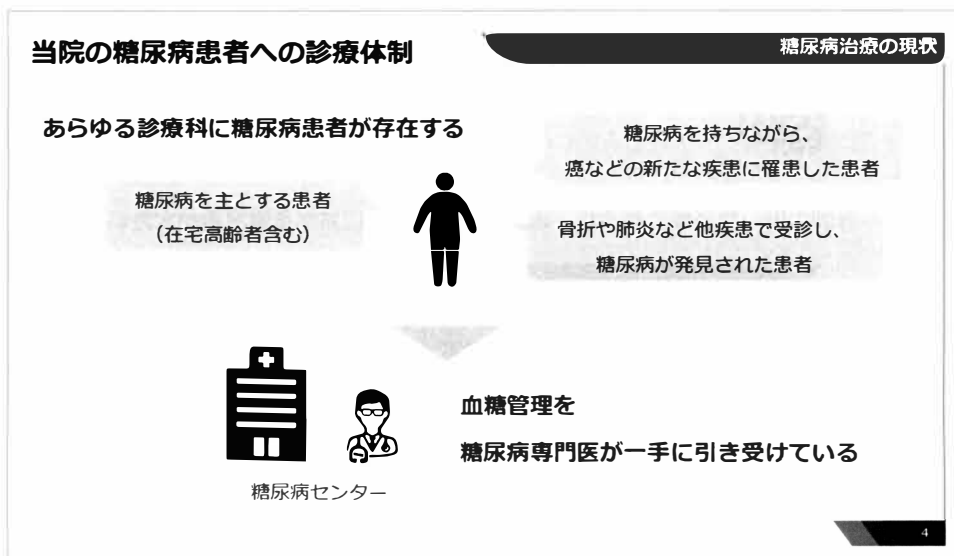 当院の糖尿病患者への診療体制
糖尿病治療の現状
あらゆる診療科に糖尿病患者が存在する
糖尿病を主とする患者
（在宅高齢者含む）
糖尿病を持ちながら、
癌などの新たな疾患に罹患した患者
骨折や肺炎など他疾患で受診し、
糖尿病が発見された患者
血糖管理を
糖尿病専門医が一手に引き受けている
糖尿病センター
4